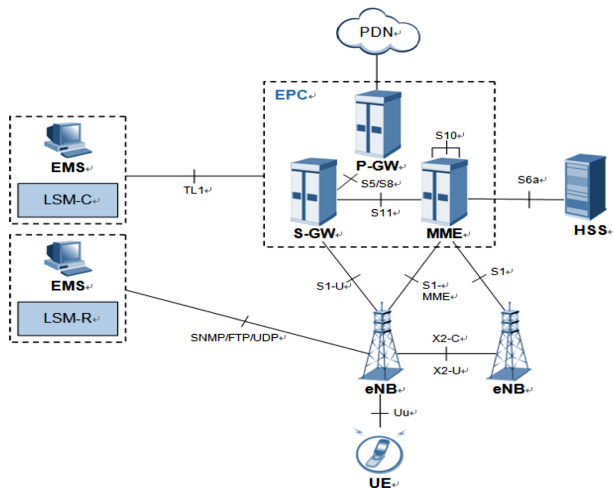 PDN
EPC
S10
EMS
P-GW
LSM-C
TL1
S5/S8
S6a
S11
S-GW
MME
HSS
EMS
LSM-R
S1-U
S1-
MME
S1
SNMP/FTP/UDP
X2-C
X2-U
eNB
eNB
Uu
UE